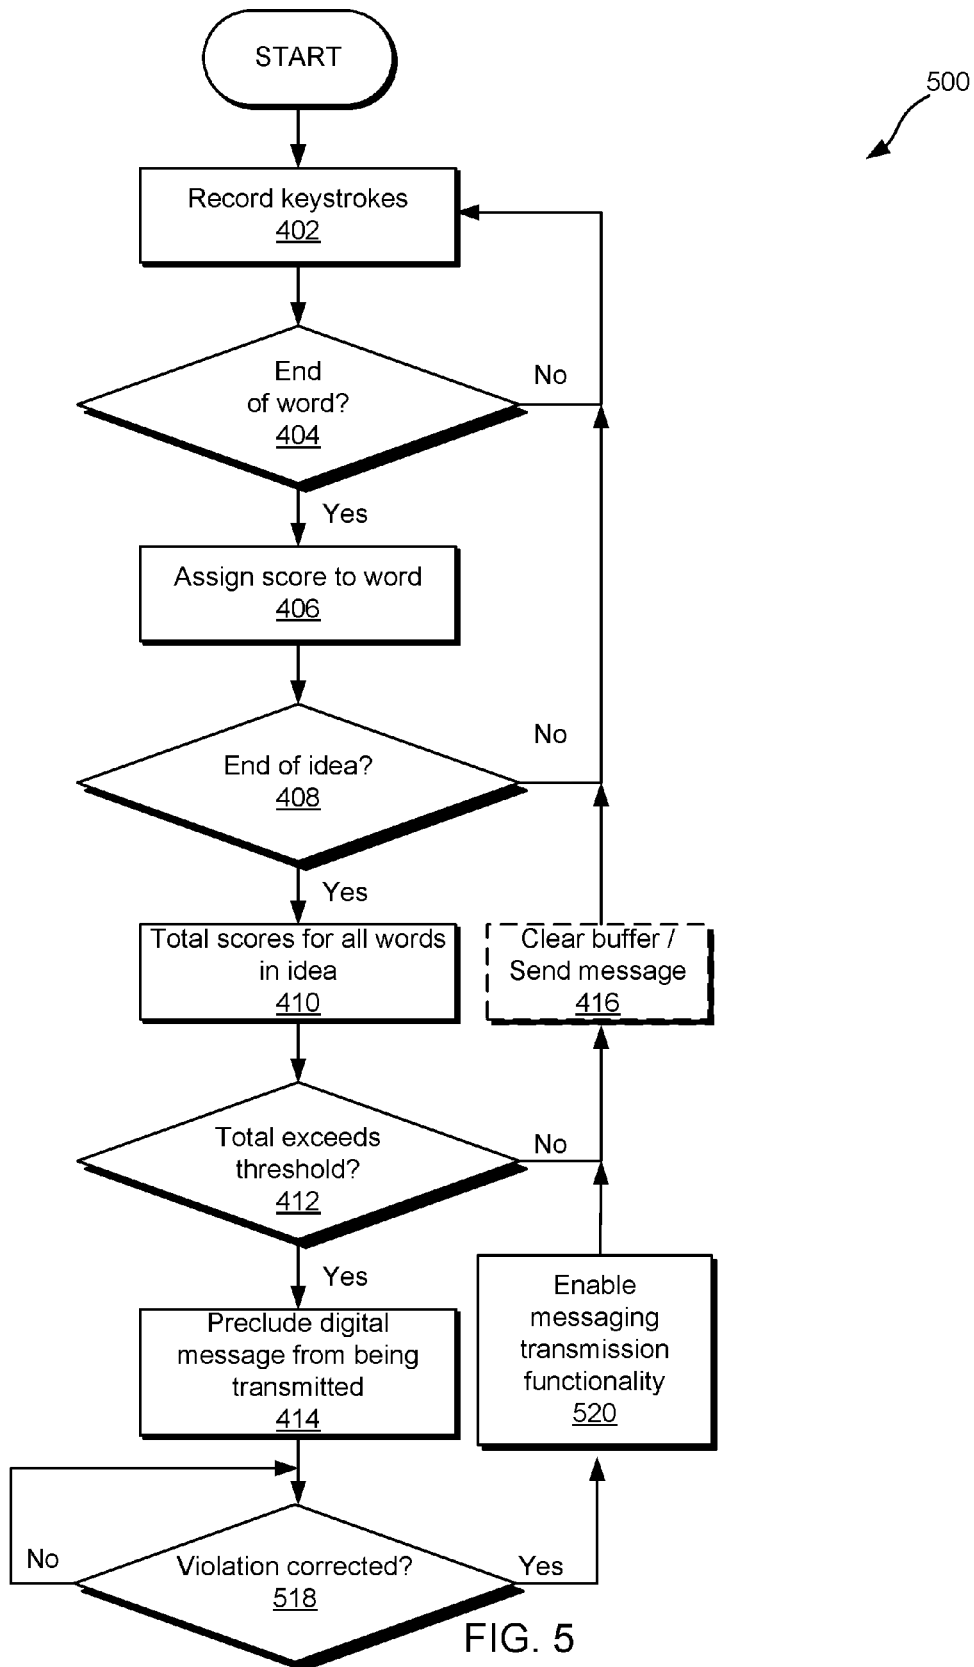 START
500
Record keystrokes
402
End
of word?
404
No
Yes
Assign score to word
406
End of idea?
408
No
Yes
Total scores for all words
in idea
410
Clear buffer /
Send message
416
Total exceeds
threshold?
412
No
Yes
Preclude digital
message from being
transmitted
414
Enable
messaging
transmission
functionality
520
Violation corrected?
518
No
Yes
FIG. 5